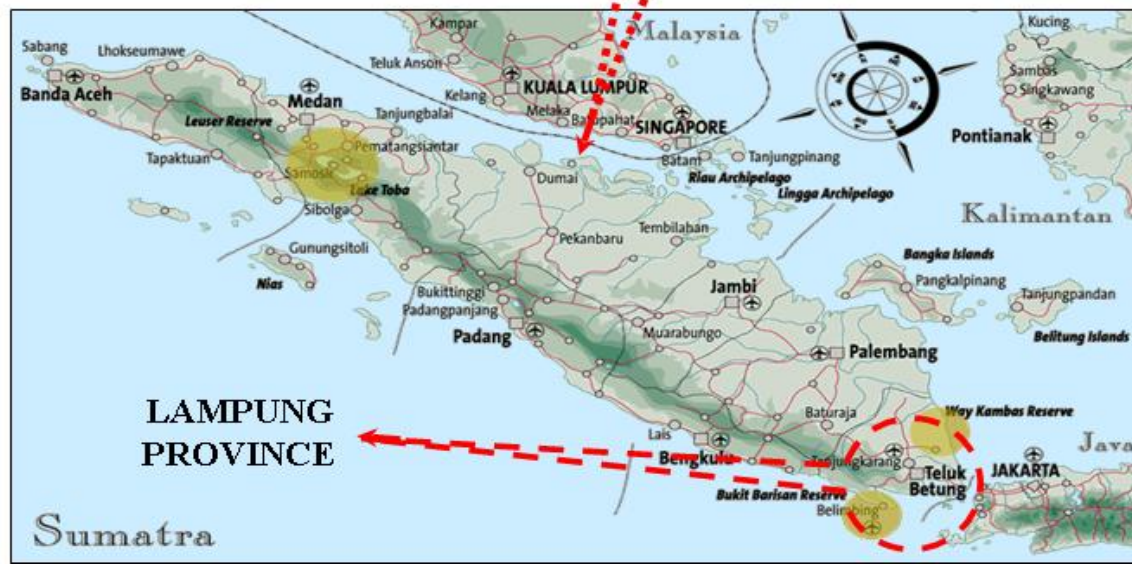 Malaysia
Kampar
Kucing
Sabang
Lhokseumawe
Teluk Anson
Sambas
Banda Aceh
Medan
KUALA LUMPUR
Singkawang
Kelang
Melaka
Batupahat
Leuser Reserve
Tanjungbalai
SINGAPORE
Pontianak
Tapaktuan
Pematangsiantar
Batam
Tanjungpinang
Samosir
Dumai
Riau Archipelago
Lake Toba
Lingga Archipelago
Sibolga
Kalimantan
Tembilahan
Pekanbaru
Gunungsitoli
Bangka Islands
Nias
Bukittinggi
Jambi
Pangkalpinang
Padangpanjang
Tanjungpandan
Padang
Muarabungo
Belitung Islands
Palembang
LAMPUNG
PROVINCE
Baturaja
Way Kambas Reserve
Lais
Java
Bengkulu
Tanjungkarang
Teluk
Betung
JAKARTA
Bukit Barisan Reserve
Belimbing
Sumatra